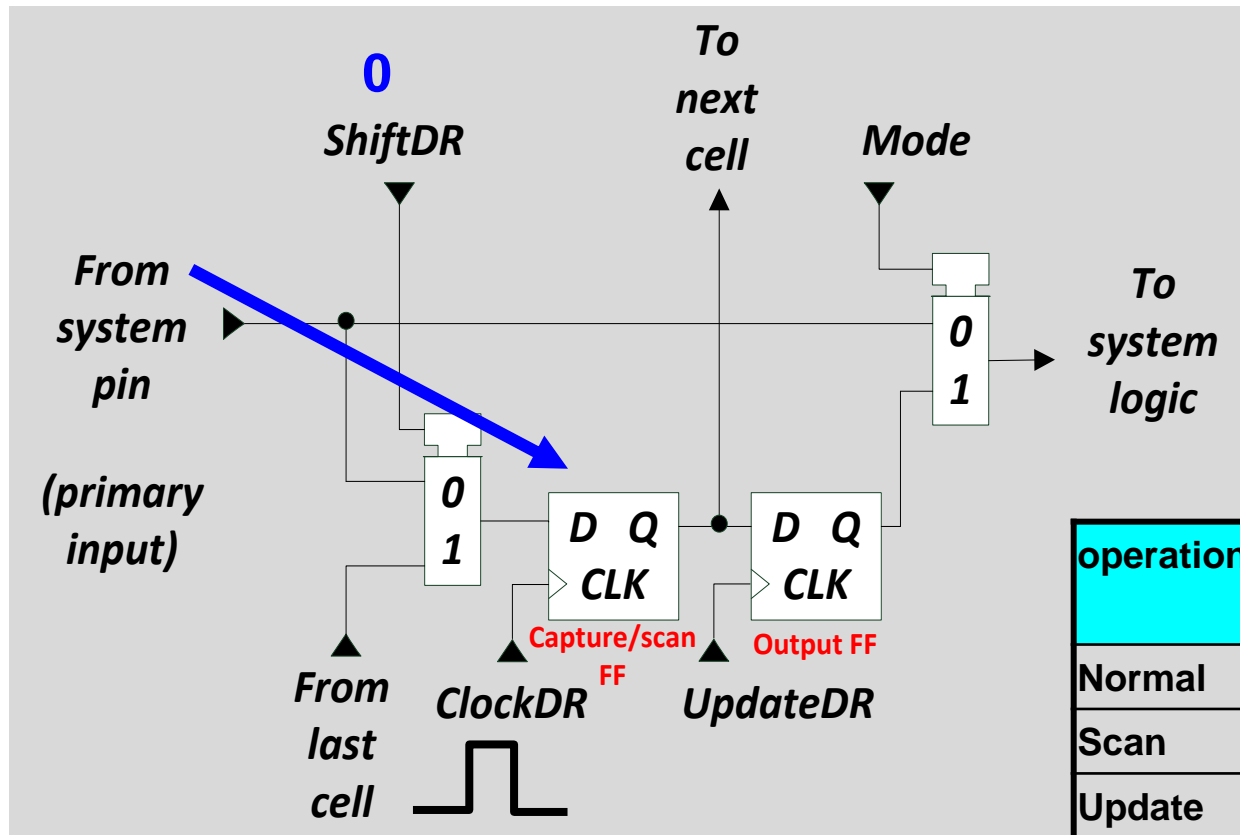 0
ShiftDR
To
next
cell
Mode
From
system
pin
(primary
input)
0
1
To
system
logic
0
1
D Q
CLK
D Q
CLK
Capture/scan
FF
Output FF
From
last
cell
ClockDR
UpdateDR
operation
Normal
Scan
Update